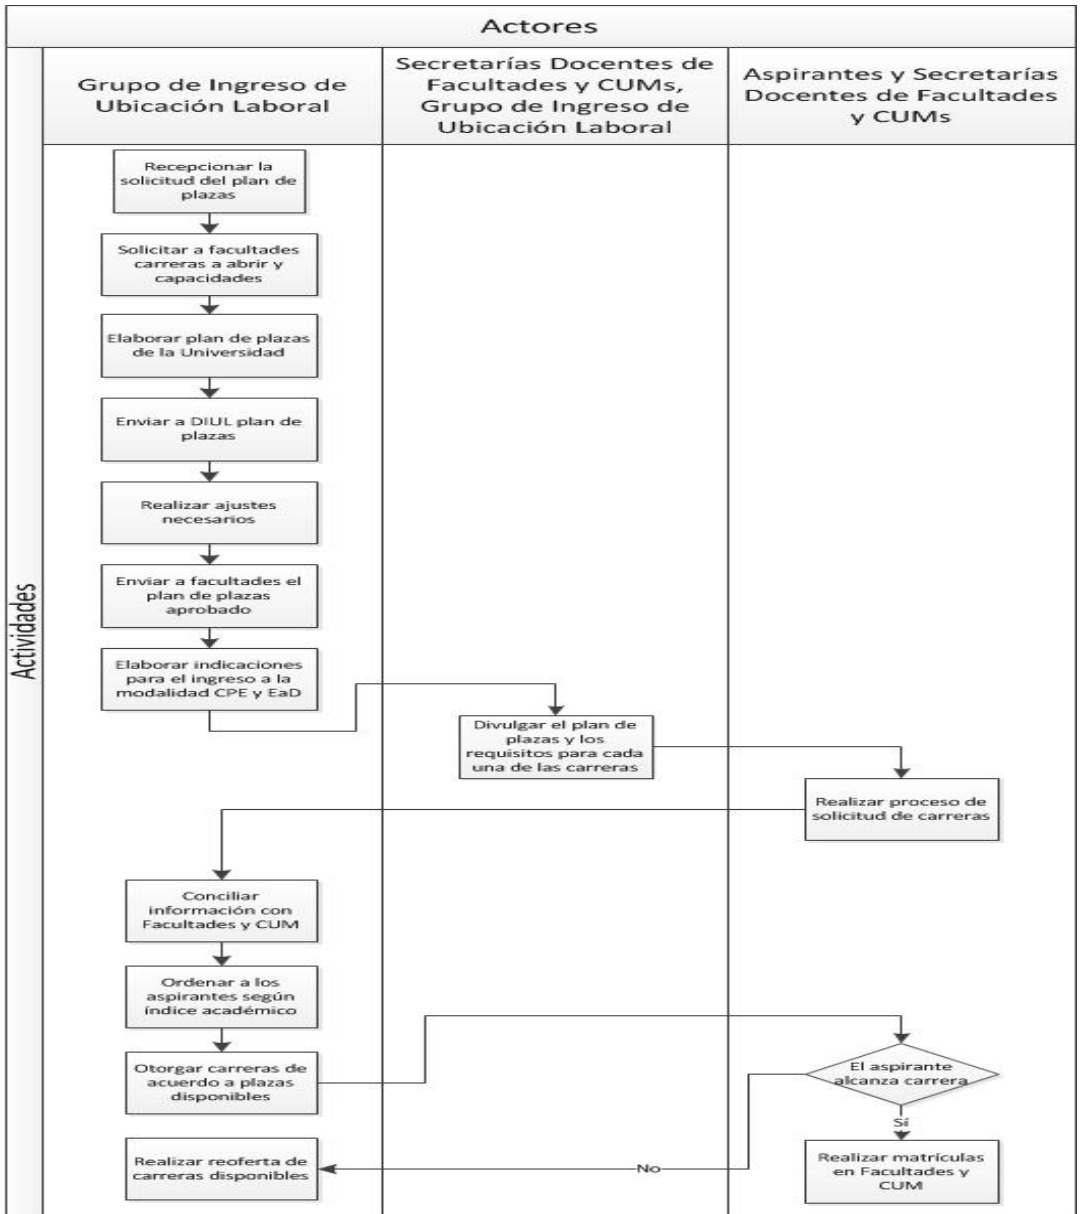 Actores
Actividades
Grupo de Ingreso de
Ubicación Laboral
Secretarías Docentes de
Facultades y CUMs,
Grupo de Ingreso de
Ubicación Laboral
Aspirantes y Secretarías
Docentes de Facultades
y CUMs
Recepcionar la
solicitud del plan de
plazas
Solicitar a facultades
carreras a abrir y
capacidades
Elaborar plan de plazas
de la Universidad
Enviar a DIUL plan de
plazas
Realizar ajustes
necesarios
Enviar a facultades el
plan de plazas
aprobado
Elaborar indicaciones
para el ingreso a la
modalidad CPE y EaD
Divulgar el plan de
plazas y los
requisitos para cada
una de las carreras
Realizar proceso de
solicitud de carreras
Conciliar
información con
Facultades y CUM
Ordenar a los
aspirantes según
índice académico
Otorgar carreras de
acuerdo a plazas
disponibles
El aspirante
alcanza carrera
Sí
No
Realizar matrículas
en Facultades y
CUM
Realizar reoferta de
carreras disponibles